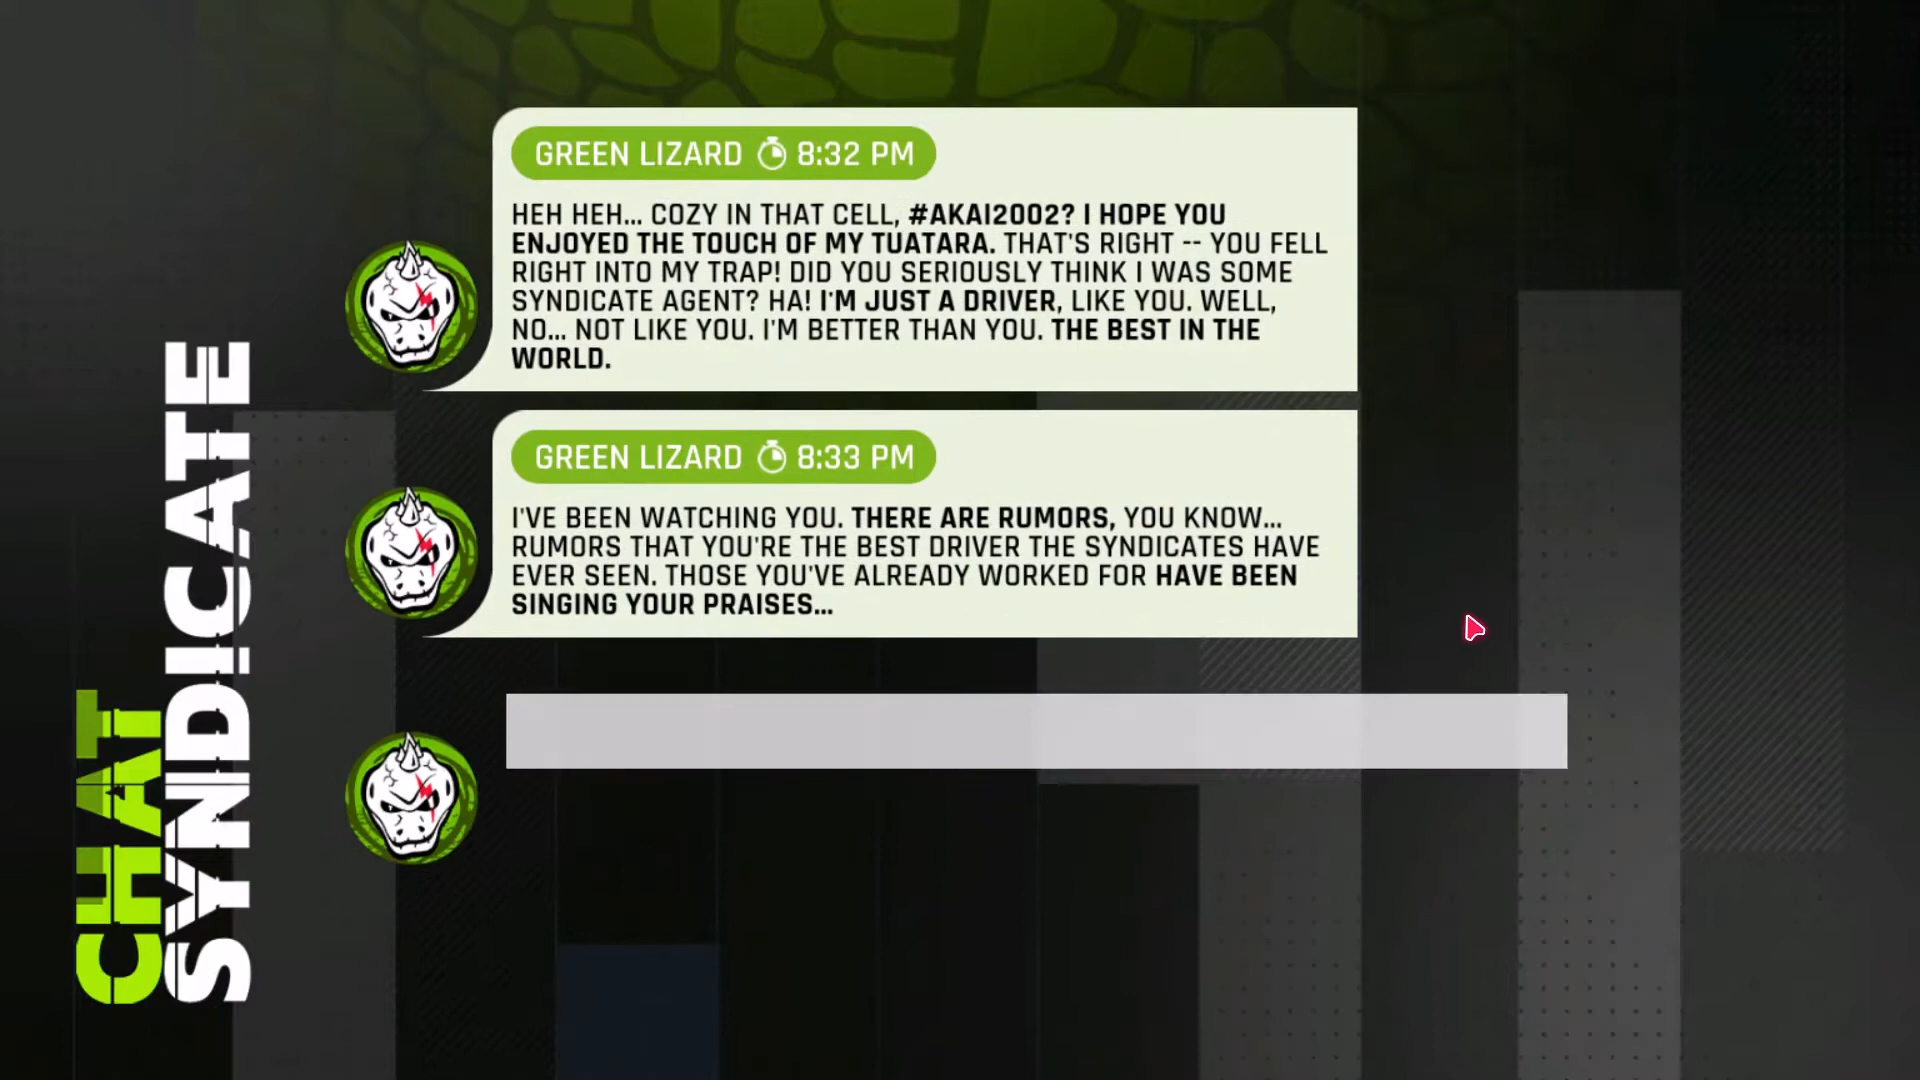 CHAT
SYNDICATE
GREEN LIZARD 8:32 PM
HEH HEH... COZY IN THAT CELL, #AKAI2002? I HOPE YOU
ENJOYED THE TOUCH OF MY TUATARA. THAT'S RIGHT -- YOU FELL
RIGHT INTO MY TRAP! DID YOU SERIOUSLY THINK I WAS SOME
SYNDICATE AGENT? HA! I'M JUST A DRIVER, LIKE YOU. WELL,
NO... NOT LIKE YOU. I'M BETTER THAN YOU. THE BEST IN THE
WORLD.
GREEN LIZARD 8:33 PM
I'VE BEEN WATCHING YOU. THERE ARE RUMORS, YOU KNOW...
RUMORS THAT YOU'RE THE BEST DRIVER THE SYNDICATES HAVE
EVER SEEN. THOSE YOU'VE ALREADY WORKED FOR HAVE BEEN
SINGING YOUR PRAISES...